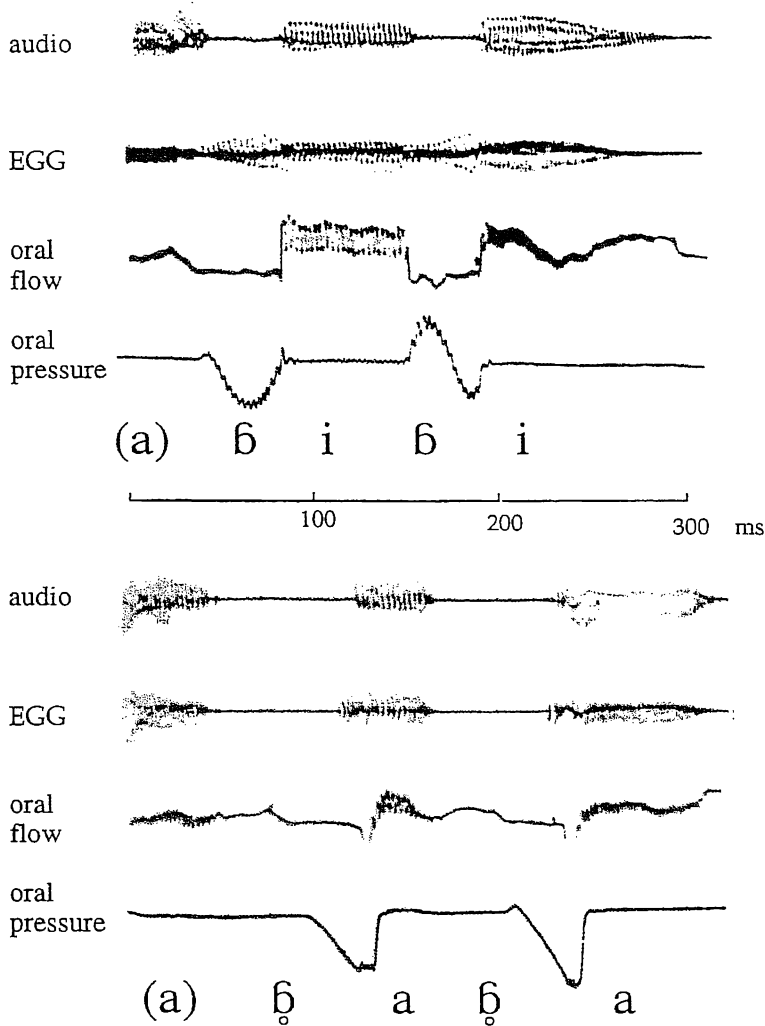 audio
EGG
oral
flow
oral
pressure
(a) ɓ i ɓ i
100 200 300 ms
audio
EGG
oral
flow
oral
pressure
(a) ɓ̥ a ɓ̥ a